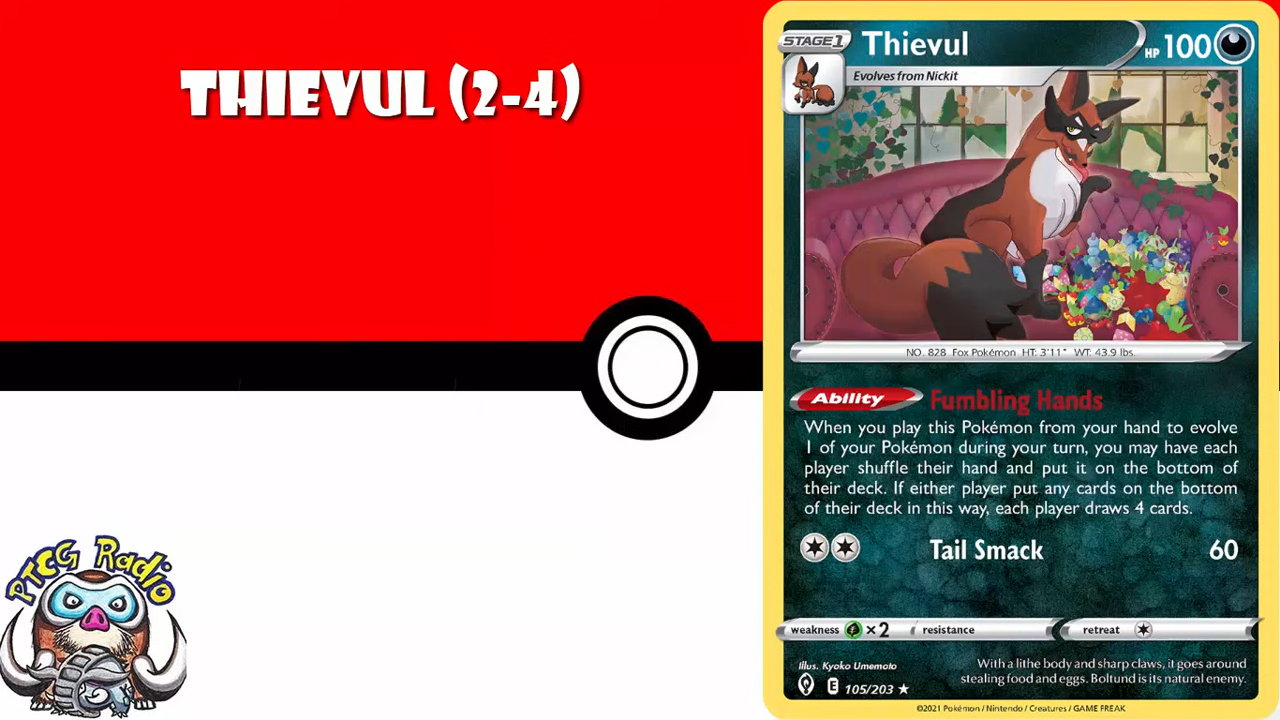 THIEVUL (2-4)
PTCG Radio
STAGE 1
Thievul
HP 100
Evolves from Nickit
NO. 828 Fox Pokémon HT: 3'11" WT: 43.9 lbs.
Ability Fumbling Hands
When you play this Pokémon from your hand to evolve
1 of your Pokémon during your turn, you may have each
player shuffle their hand and put it on the bottom of
their deck. If either player put any cards on the bottom
of their deck in this way, each player draws 4 cards.
Tail Smack 60
weakness ×2 resistance retreat
Illus. Kyoko Umemoto
With a lithe body and sharp claws, it goes around
stealing food and eggs. Boltund is its natural enemy.
E 105/203 ★
©2021 Pokémon / Nintendo / Creatures / GAME FREAK